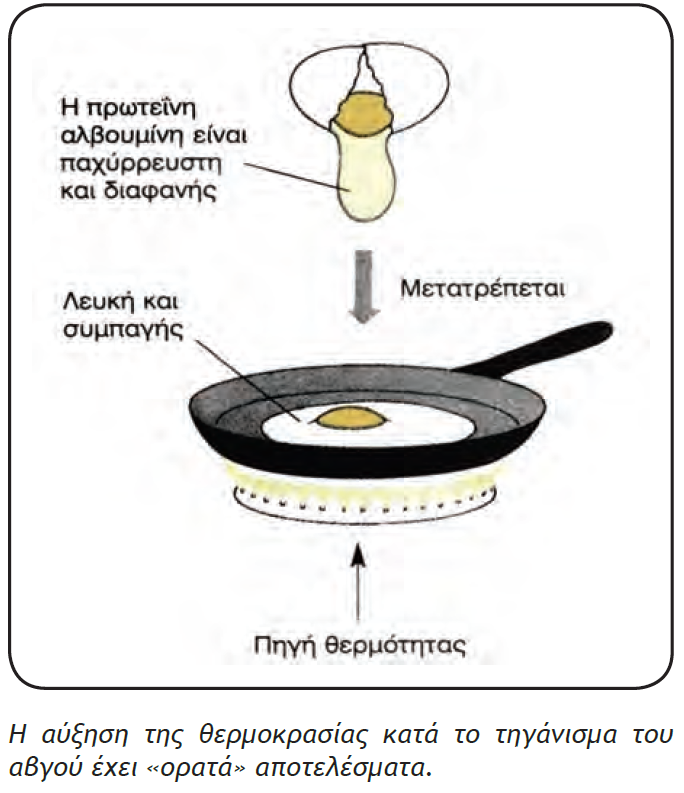 Η πρωτεΐνη
αλβουμίνη είναι
παχύρρευστη
και διαφανής
Μετατρέπεται
Λευκή και
συμπαγής
Πηγή θερμότητας
Η αύξηση της θερμοκρασίας κατά το τηγάνισμα του
αβγού έχει «ορατά» αποτελέσματα.